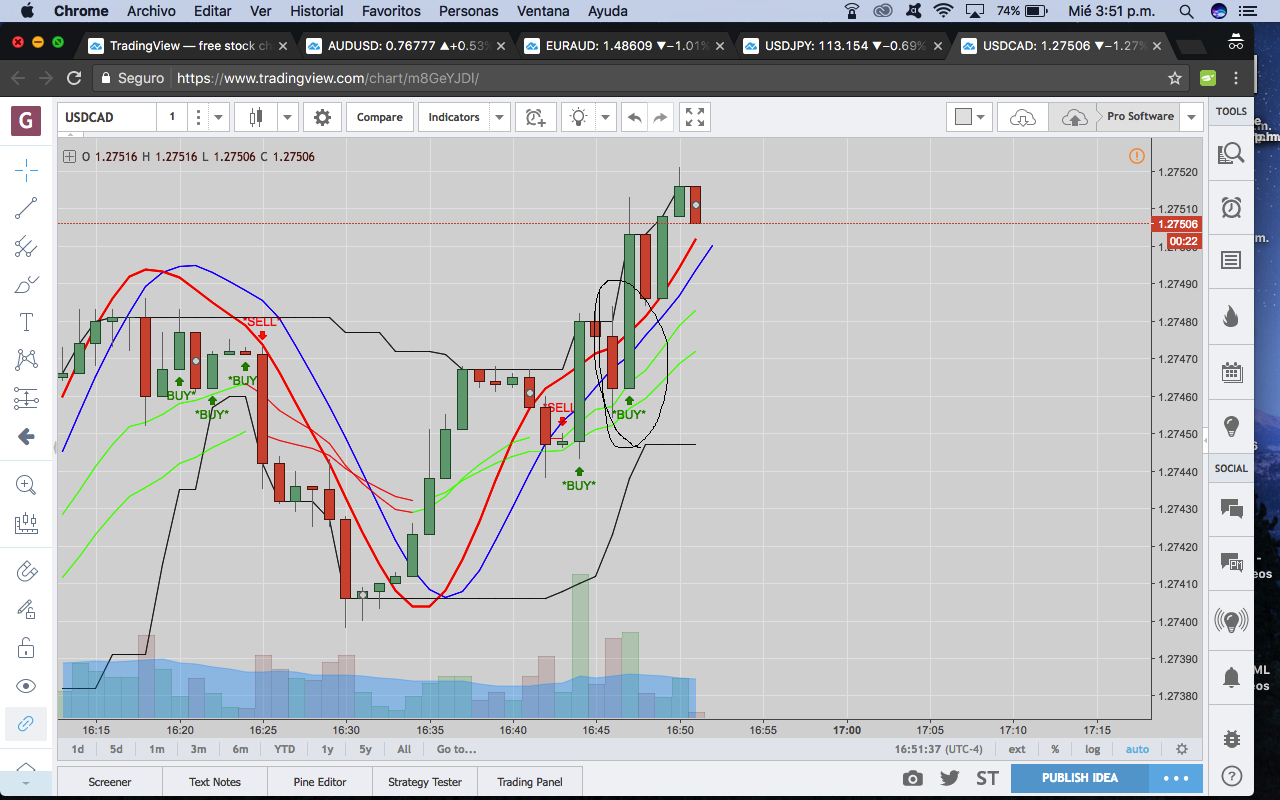 Chrome Archivo Editar Ver Historial Favoritos Personas Ventana Ayuda 74% Mié 3:51 p.m.
TradingView — free stock ch AUDUSD: 0.76777 ▲+0.53% EURAUD: 1.48609 ▼−1.01% USDJPY: 113.154 ▼−0.69% USDCAD: 1.27506 ▼−1.27%
Seguro https://www.tradingview.com/chart/m8GeYJDI/
G USDCAD 1 Compare Indicators Pro Software TOOLS
O 1.27516 H 1.27516 L 1.27506 C 1.27506
1.27520
1.27510
1.27506
00:22
1.27490
*SELL* 1.27480
1.27470
*BUY*
*BUY* 1.27460
*SELL
*BUY* *BUY*
1.27450
SOCIAL
1.27440
*BUY*
1.27430
1.27420
1.27410
1.27400
1.27390
1.27380
16:15 16:20 16:25 16:30 16:35 16:40 16:45 16:50 16:55 17:00 17:05 17:10 17:15
1d 5d 1m 3m 6m YTD 1y 5y All Go to... 16:51:37 (UTC-4) ext % log auto
Screener Text Notes Pine Editor Strategy Tester Trading Panel ST PUBLISH IDEA